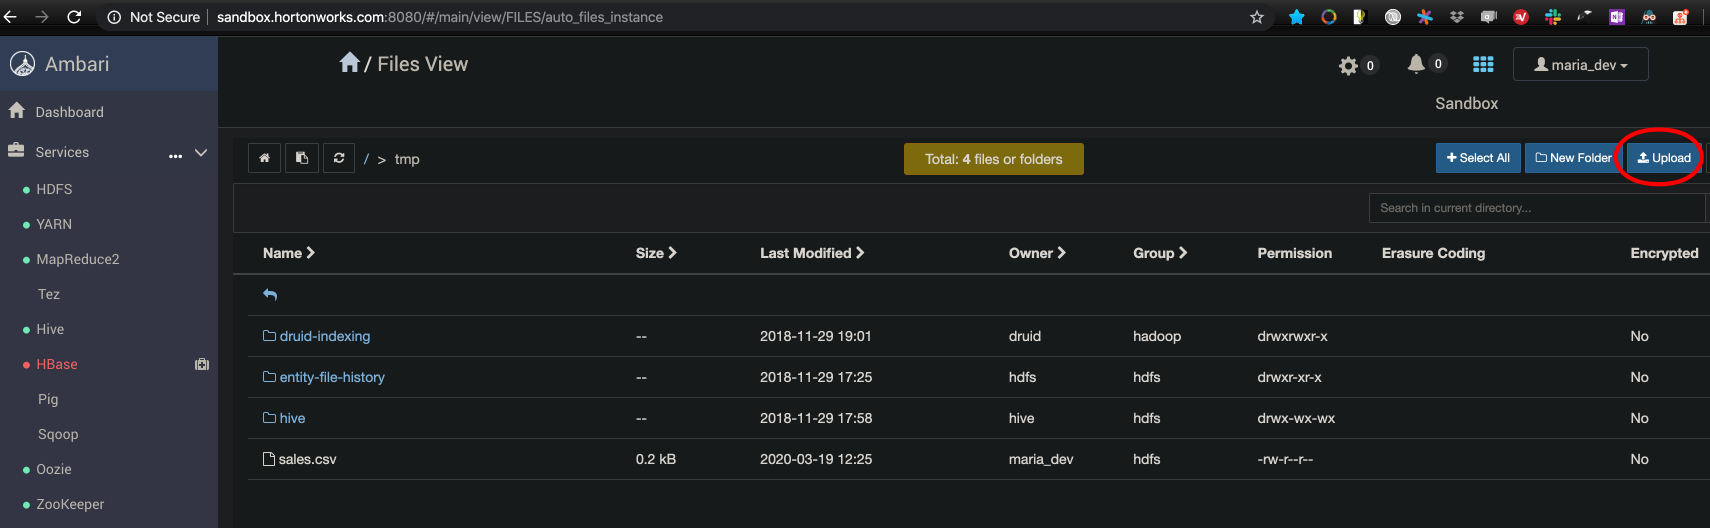 Not Secure sandbox.hortonworks.com:8080/#/main/view/FILES/auto_files_instance
Ambari
/ Files View
0 0 maria_dev
Sandbox
Dashboard
Services
HDFS
YARN
MapReduce2
Tez
Hive
HBase
Pig
Sqoop
Oozie
ZooKeeper
/ > tmp
Total: 4 files or folders
Select All New Folder Upload
Search in current directory...
Name Size Last Modified Owner Group Permission Erasure Coding Encrypted
druid-indexing -- 2018-11-29 19:01 druid hadoop drwxrwxr-x No
entity-file-history -- 2018-11-29 17:25 hdfs hdfs drwxr-xr-x No
hive -- 2018-11-29 17:58 hive hdfs drwx-wx-wx No
sales.csv 0.2 kB 2020-03-19 12:25 maria_dev hdfs -rw-r--r-- No